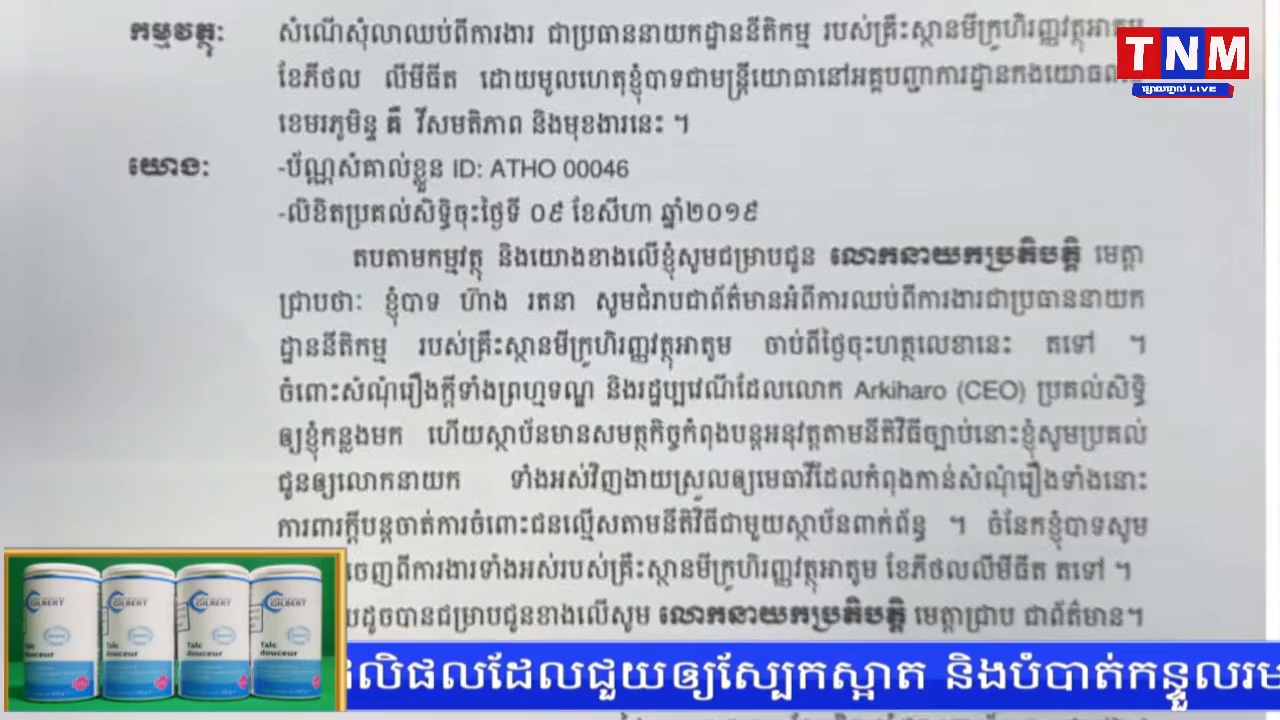 កម្មវត្ថុៈ សំណើសុំលាឈប់ពីការងារ ជាប្រធាននាយកដ្ឋាននីតិកម្ម របស់គ្រឹះស្ថានមីក្រូហិរញ្ញវត្ថុអាតូម
ខែភីថល លីមីធីត ដោយមូលហេតុខ្ញុំបាទជាមន្ត្រីយោធានៅអគ្គបញ្ជាការដ្ឋានកងយោធពល
ខេមរភូមិន្ទ គឺ វីសមតិភាព និងមុខងារនេះ ។
យោងៈ -ប័ណ្ណសំគាល់ខ្លួន ID: ATHO 00046
-លិខិតប្រគល់សិទ្ធិចុះថ្ងៃទី ០៩ ខែសីហា ឆ្នាំ២០១៩
តបតាមកម្មវត្ថុ និងយោងខាងលើខ្ញុំសូមជម្រាបជូន លោកនាយកប្រតិបត្តិ មេត្តា
ជ្រាបថាៈ ខ្ញុំបាទ ហ៊ាង រតនា សូមជំរាបជាព័ត៌មានអំពីការឈប់ពីការងារជាប្រធាននាយក
ដ្ឋាននីតិកម្ម របស់គ្រឹះស្ថានមីក្រូហិរញ្ញវត្ថុអាតូម ចាប់ពីថ្ងៃចុះហត្ថលេខានេះ តទៅ ។
ចំពោះសំណុំរឿងក្តីទាំងព្រហ្មទណ្ឌ និងរដ្ឋប្បវេណីដែលលោក Arkiharo (CEO) ប្រគល់សិទ្ធិ
ឲ្យខ្ញុំកន្លងមក ហើយស្ថាប័នមានសមត្ថកិច្ចកំពុងបន្តអនុវត្តតាមនីតិវិធីច្បាប់នោះខ្ញុំសូមប្រគល់
ជូនឲ្យលោកនាយក ទាំងអស់វិញងាយស្រួលឲ្យមេធាវីដែលកំពុងកាន់សំណុំរឿងទាំងនោះ
ការពារក្តីបន្តចាត់ការចំពោះជនល្មើសតាមនីតិវិធីជាមួយស្ថាប័នពាក់ព័ន្ធ ។ ចំនែកខ្ញុំបាទសូម
ចេញពីការងារទាំងអស់របស់គ្រឹះស្ថានមីក្រូហិរញ្ញវត្ថុអាតូម ខែភីថលលីមីធីត តទៅ ។
ដូចបានជម្រាបជូនខាងលើសូម លោកនាយកប្រតិបត្តិ មេត្តាជ្រាប ជាព័ត៌មាន។
TNM
ផ្សាយផ្ទាល់ LIVE
GILBERT GILBERT GILBERT GILBERT
Talc douceur Talc douceur Talc douceur Talc douceur
ផលិផលដែលជួយឲ្យស្បែកស្អាត និងបំបាត់កន្ទួលរម